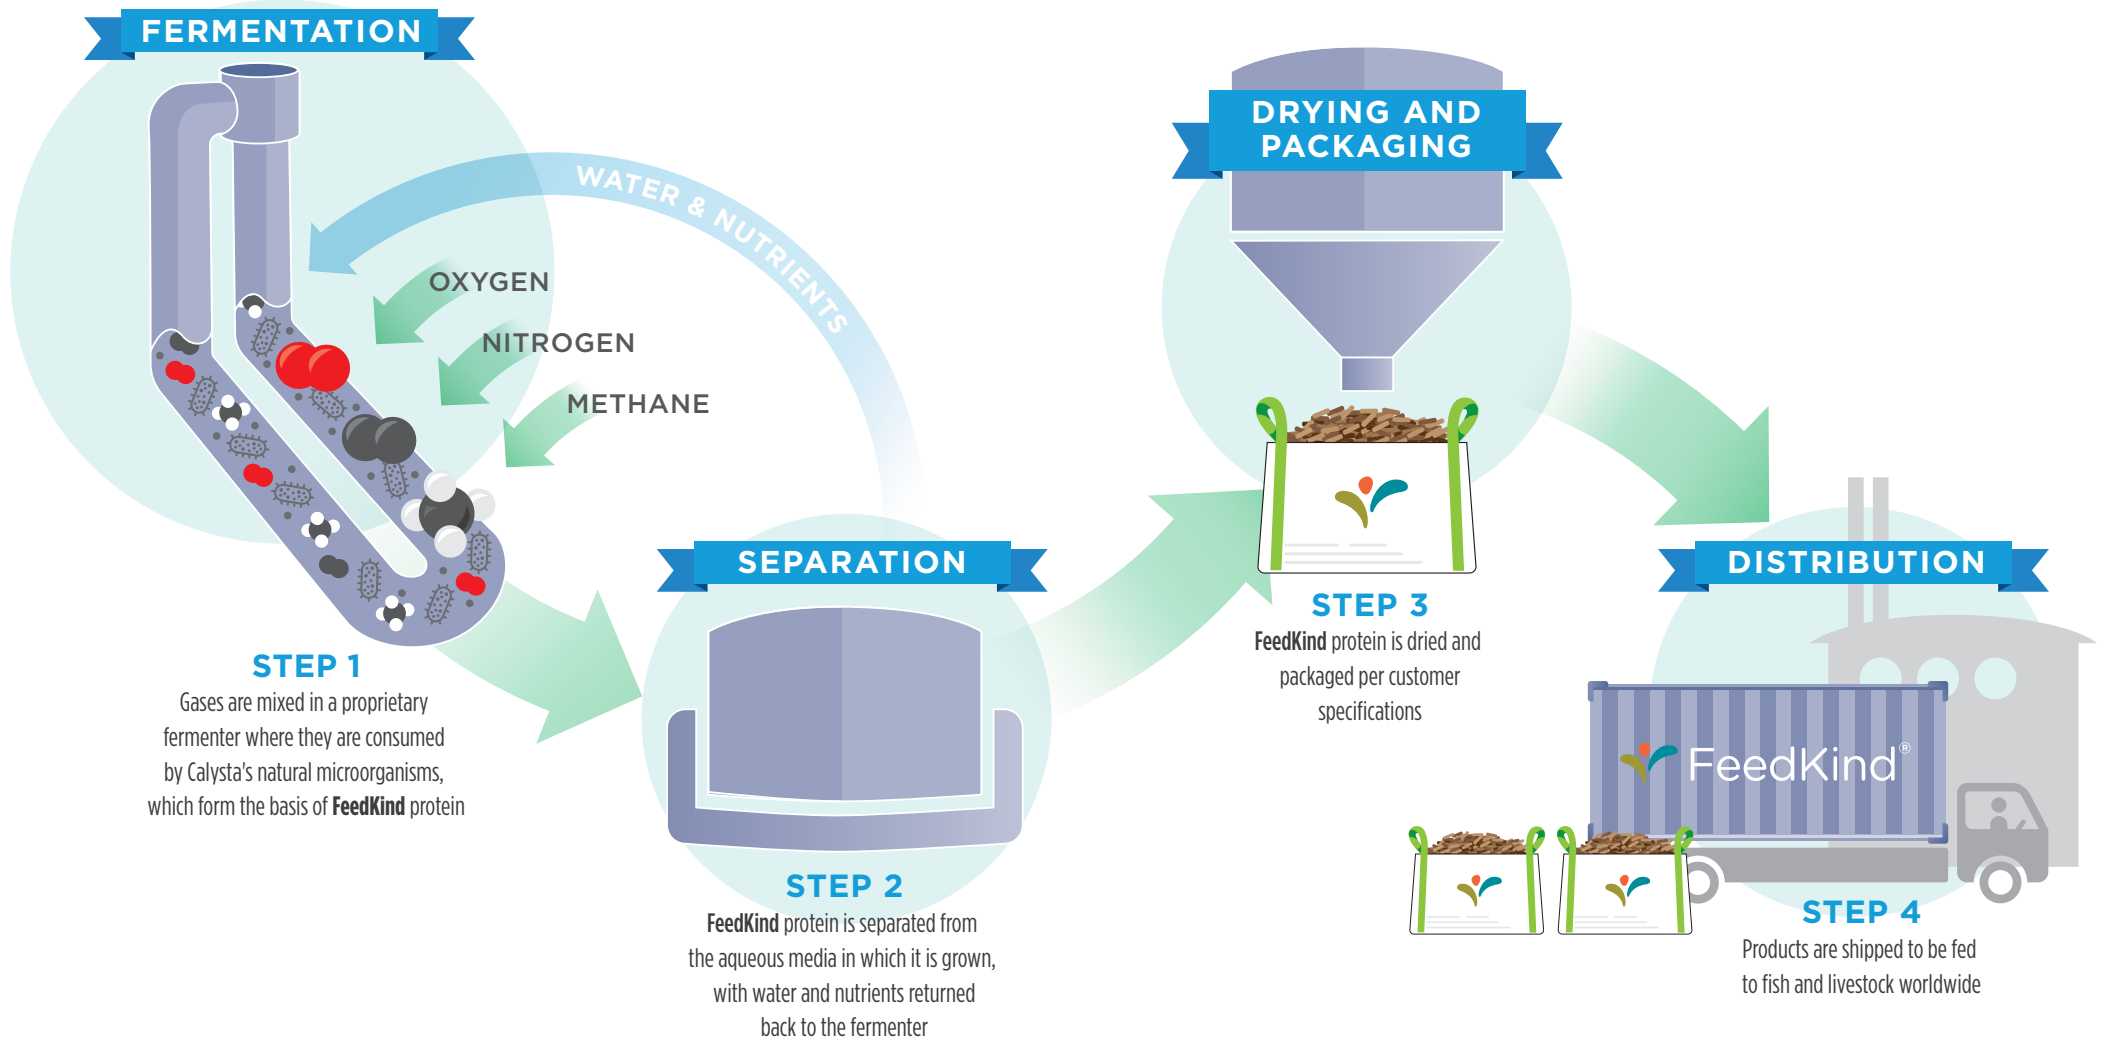 FERMENTATION
WATER & NUTRIENTS
OXYGEN
NITROGEN
METHANE
STEP 1
Gases are mixed in a proprietary
fermenter where they are consumed
by Calysta's natural microorganisms,
which form the basis of FeedKind protein
SEPARATION
STEP 2
FeedKind protein is separated from
the aqueous media in which it is grown,
with water and nutrients returned
back to the fermenter
DRYING AND
PACKAGING
STEP 3
FeedKind protein is dried and
packaged per customer
specifications
DISTRIBUTION
FeedKind®
STEP 4
Products are shipped to be fed
to fish and livestock worldwide